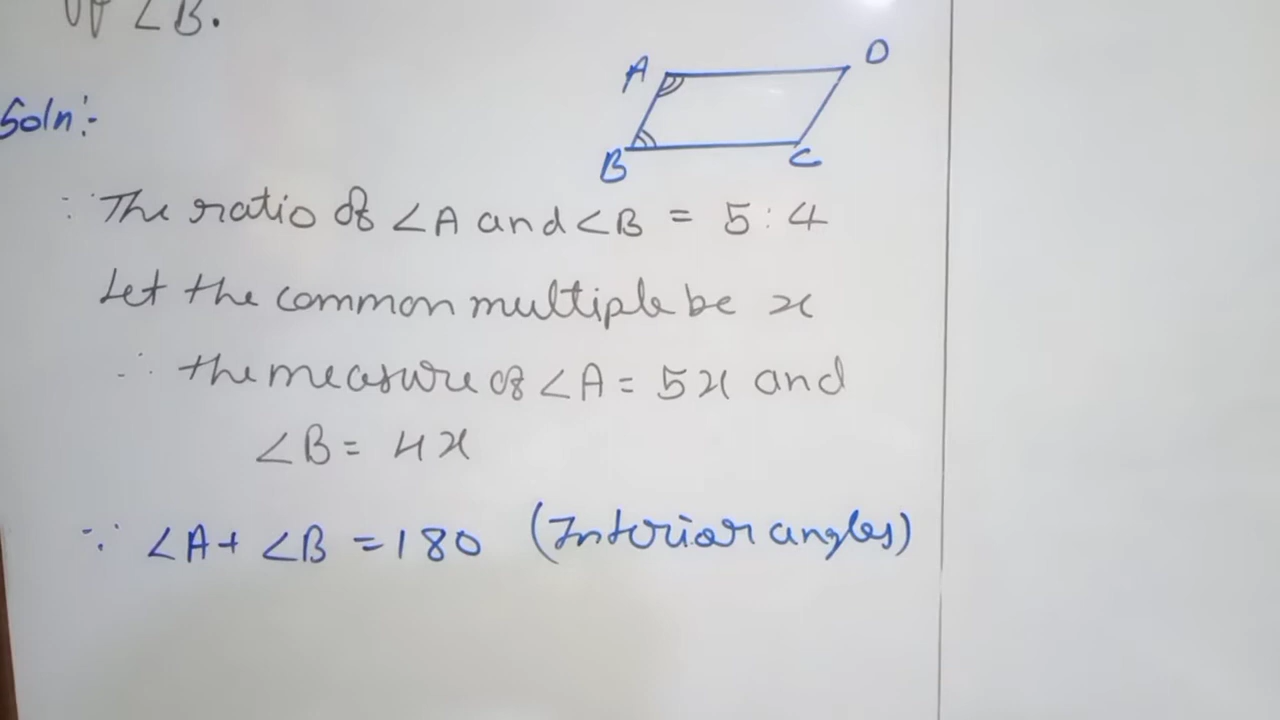 of ∠B.
Soln:-
A D
B C
∵ The ratio of ∠A and ∠B = 5:4
Let the common multiple be x
∴ the measure of ∠A = 5x and
∠B = 4x
∵ ∠A + ∠B = 180 (Interior angles)